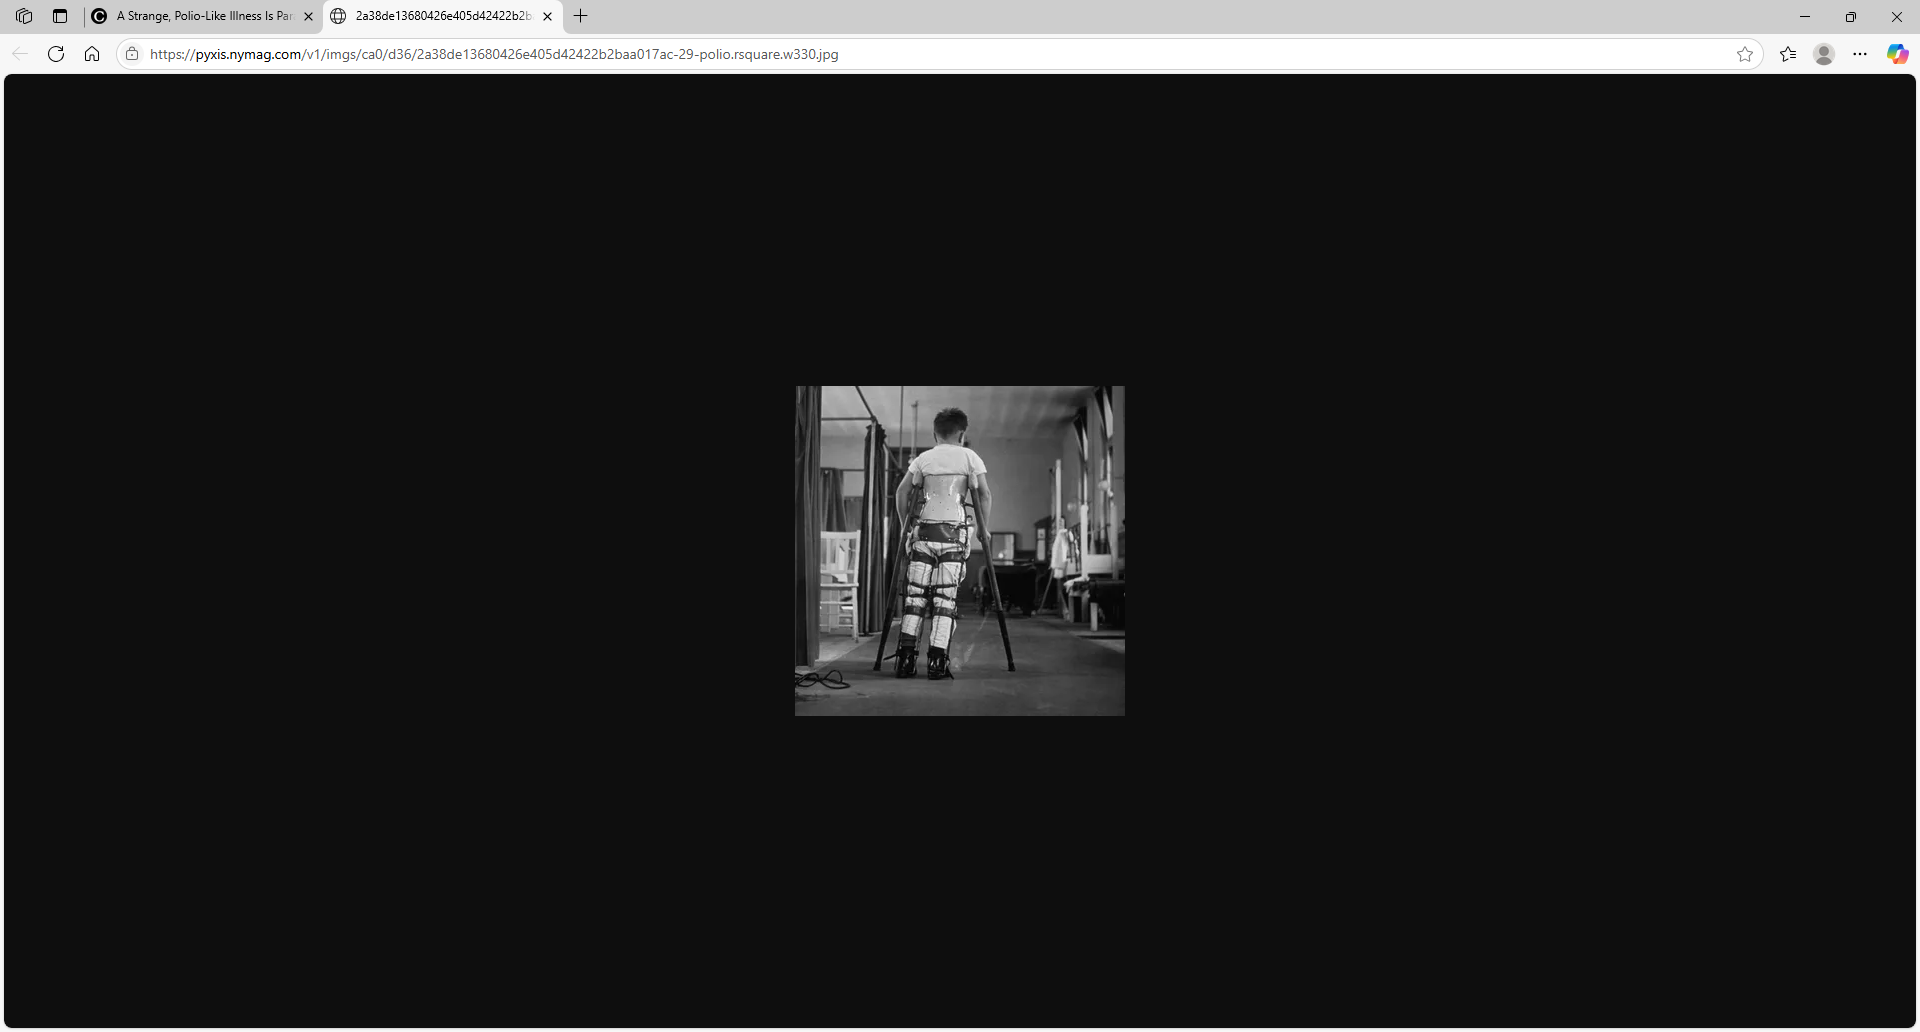 A Strange, Polio-Like Illness Is Par
2a38de13680426e405d42422b2b
https://pyxis.nymag.com/v1/imgs/ca0/d36/2a38de13680426e405d42422b2baa017ac-29-polio.rsquare.w330.jpg